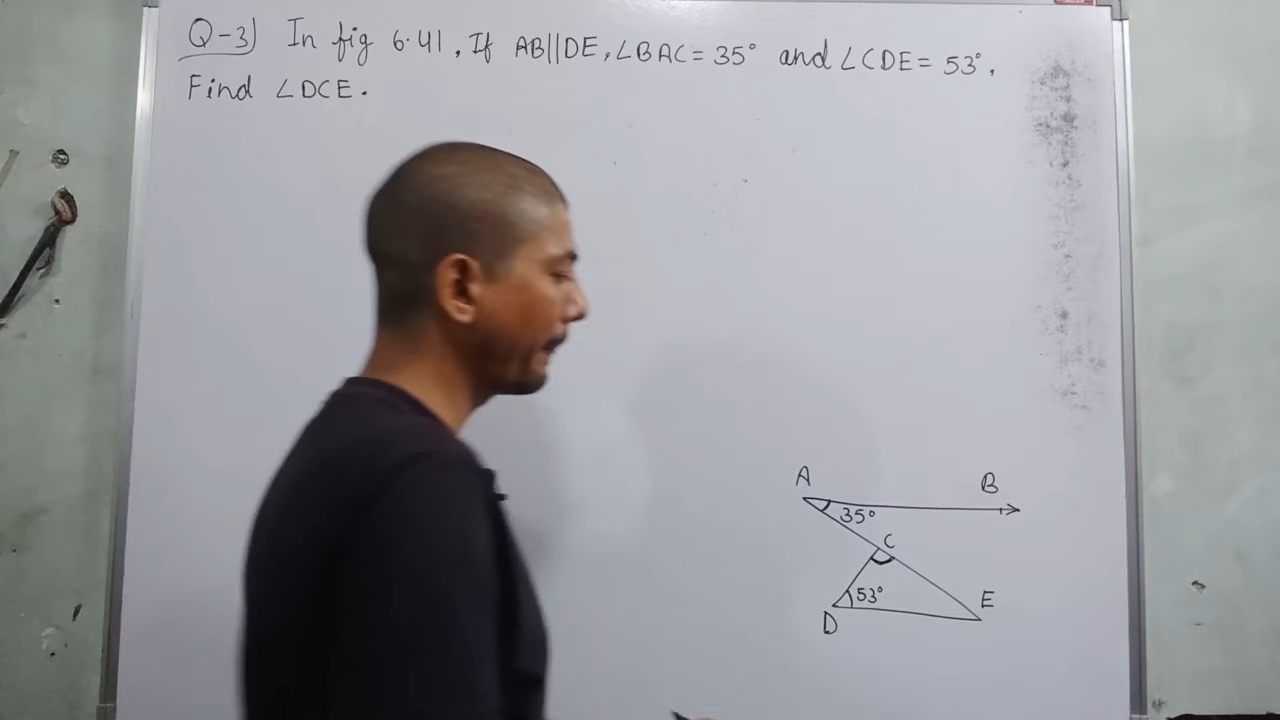 Q-3) In fig 6.41, If AB||DE, ∠BAC = 35° and ∠CDE = 53°.
Find ∠DCE.
A
B
35°
C
53°
E
D